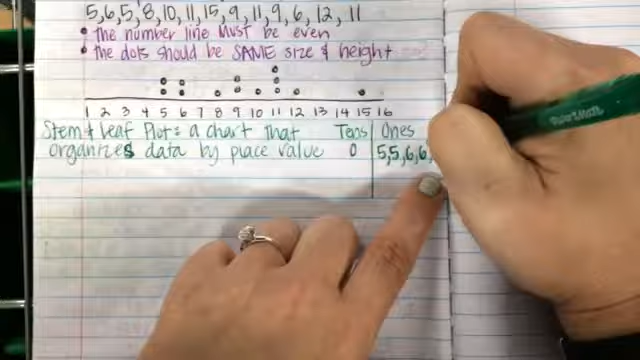 5,6,5,8,10,11,15,9,11,9,6,12,11
• the number line MUST be even
• the dots should be SAME size & height
1 2 3 4 5 6 7 8 9 10 11 12 13 14 15 16
Stem & Leaf Plot: a chart that Tens Ones
organizes data by place value 0 5,5,6,6,